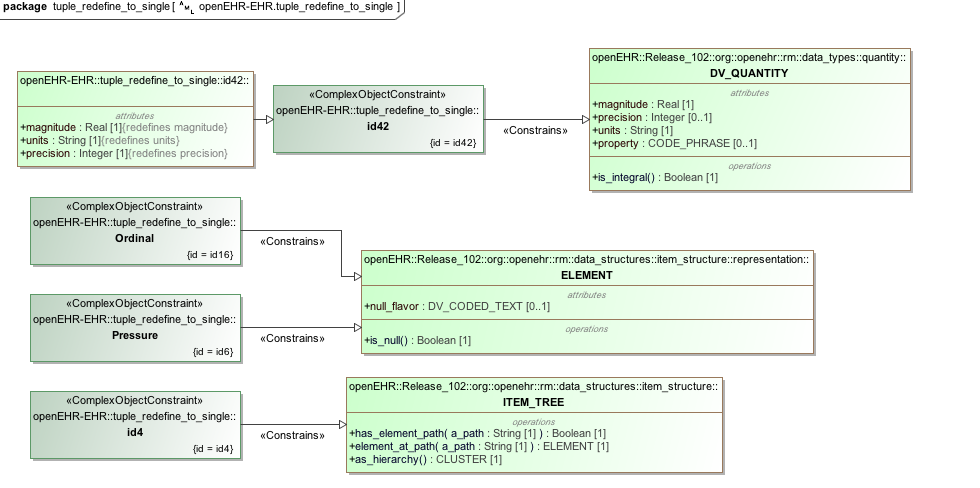 package tuple_redefine_to_single [ openEHR-EHR.tuple_redefine_to_single ]
openEHR-EHR::tuple_redefine_to_single::id42::
attributes
+magnitude : Real [1]{redefines magnitude}
+units : String [1]{redefines units}
+precision : Integer [1]{redefines precision}
«ComplexObjectConstraint»
openEHR-EHR::tuple_redefine_to_single::
id42
{id = id42}
«Constrains»
openEHR::Release_102::org::openehr::rm::data_types::quantity::
DV_QUANTITY
attributes
+magnitude : Real [1]
+precision : Integer [0..1]
+units : String [1]
+property : CODE_PHRASE [0..1]
operations
+is_integral() : Boolean [1]
«ComplexObjectConstraint»
openEHR-EHR::tuple_redefine_to_single::
Ordinal
{id = id16}
«Constrains»
openEHR::Release_102::org::openehr::rm::data_structures::item_structure::representation::
ELEMENT
attributes
+null_flavor : DV_CODED_TEXT [0..1]
operations
+is_null() : Boolean [1]
«ComplexObjectConstraint»
openEHR-EHR::tuple_redefine_to_single::
Pressure
{id = id6}
«Constrains»
«ComplexObjectConstraint»
openEHR-EHR::tuple_redefine_to_single::
id4
{id = id4}
«Constrains»
openEHR::Release_102::org::openehr::rm::data_structures::item_structure::
ITEM_TREE
operations
+has_element_path( a_path : String [1] ) : Boolean [1]
+element_at_path( a_path : String [1] ) : ELEMENT [1]
+as_hierarchy() : CLUSTER [1]